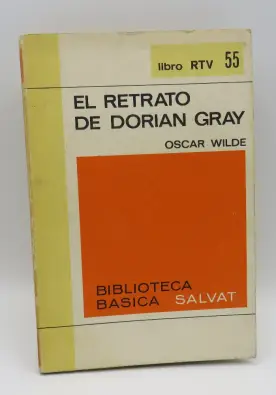 libro RTV 55
EL RETRATO
DE DORIAN GRAY
OSCAR WILDE
BIBLIOTECA
BASICA SALVAT